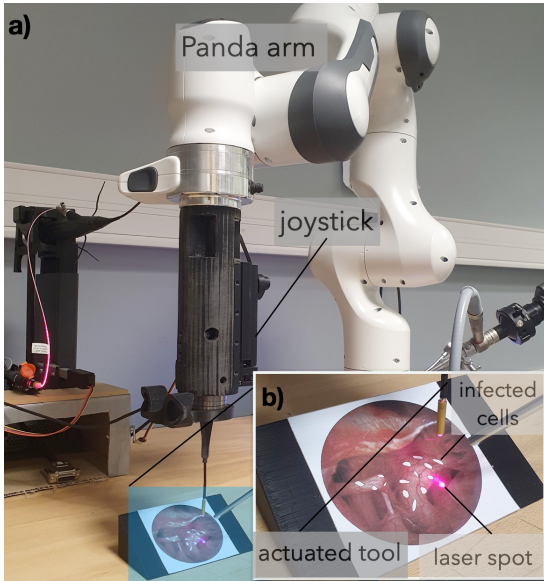 a)
Panda arm
joystick
b)
infected
cells
actuated tool
laser spot